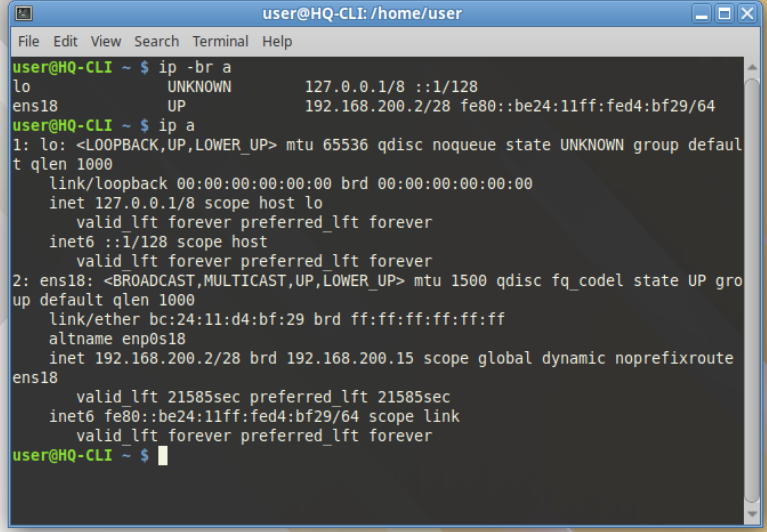 user@HQ-CLI: /home/user
File Edit View Search Terminal Help
user@HQ-CLI ~ $ ip -br a
lo               UNKNOWN        127.0.0.1/8 ::1/128
ens18            UP             192.168.200.2/28 fe80::be24:11ff:fed4:bf29/64
user@HQ-CLI ~ $ ip a
1: lo: <LOOPBACK,UP,LOWER_UP> mtu 65536 qdisc noqueue state UNKNOWN group defaul
t qlen 1000
    link/loopback 00:00:00:00:00:00 brd 00:00:00:00:00:00
    inet 127.0.0.1/8 scope host lo
       valid_lft forever preferred_lft forever
    inet6 ::1/128 scope host
       valid_lft forever preferred_lft forever
2: ens18: <BROADCAST,MULTICAST,UP,LOWER_UP> mtu 1500 qdisc fq_codel state UP gro
up default qlen 1000
    link/ether bc:24:11:d4:bf:29 brd ff:ff:ff:ff:ff:ff
    altname enp0s18
    inet 192.168.200.2/28 brd 192.168.200.15 scope global dynamic noprefixroute
ens18
       valid_lft 21585sec preferred_lft 21585sec
    inet6 fe80::be24:11ff:fed4:bf29/64 scope link
       valid_lft forever preferred_lft forever
user@HQ-CLI ~ $